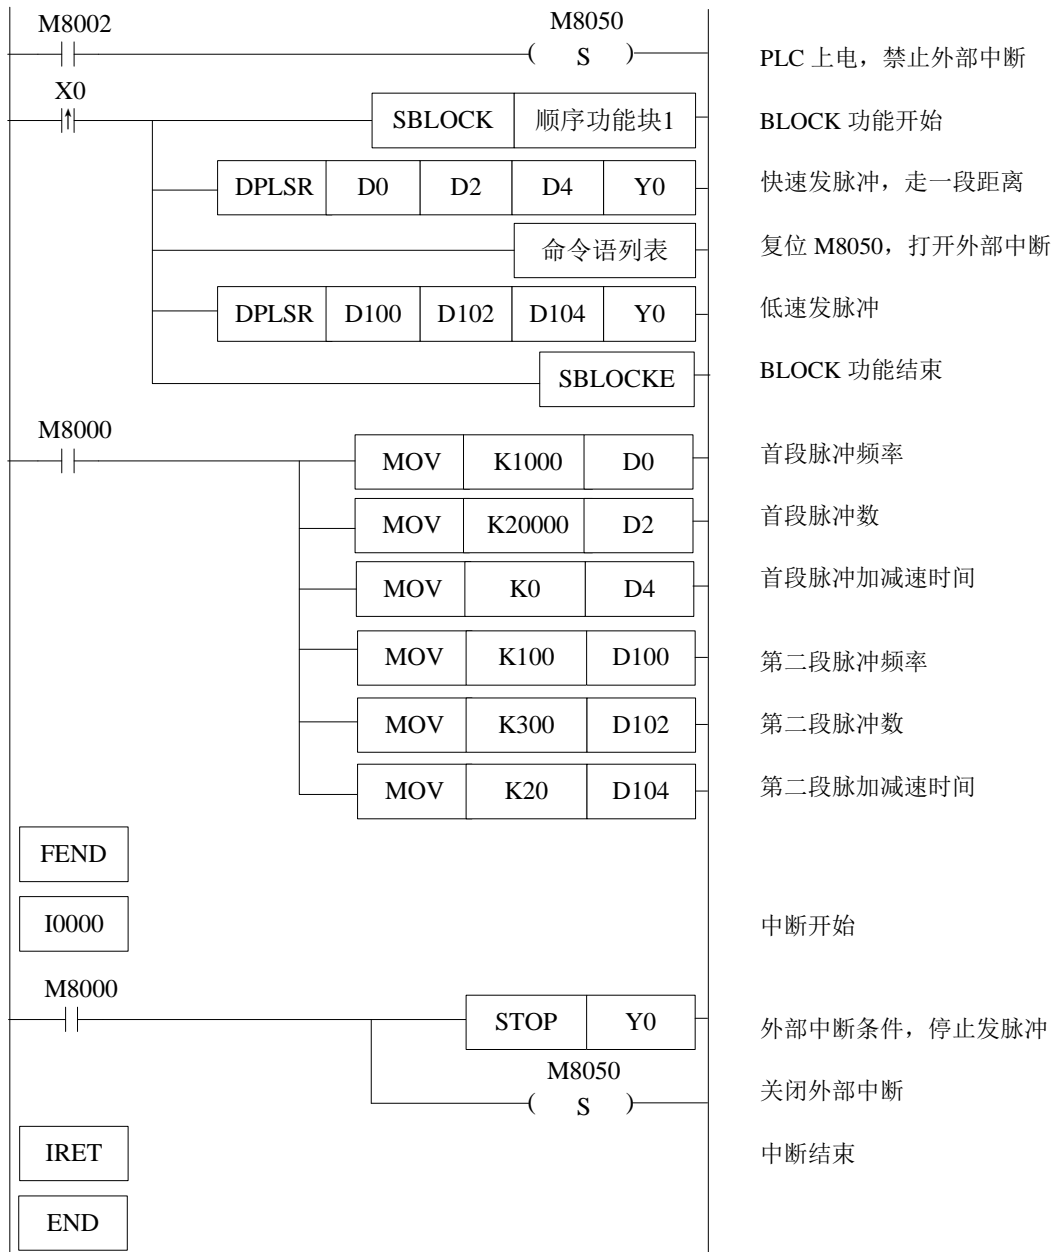 M8002
M8050
( S )
PLC 上电，禁止外部中断
X0
SBLOCK 顺序功能块1
BLOCK 功能开始
DPLSR D0 D2 D4 Y0
快速发脉冲，走一段距离
命令语列表
复位 M8050，打开外部中断
DPLSR D100 D102 D104 Y0
低速发脉冲
SBLOCKE
BLOCK 功能结束
M8000
MOV K1000 D0
首段脉冲频率
MOV K20000 D2
首段脉冲数
MOV K0 D4
首段脉冲加减速时间
MOV K100 D100
第二段脉冲频率
MOV K300 D102
第二段脉冲数
MOV K20 D104
第二段脉加减速时间
FEND
I0000
中断开始
M8000
STOP Y0
外部中断条件，停止发脉冲
M8050
( S )
关闭外部中断
IRET
中断结束
END